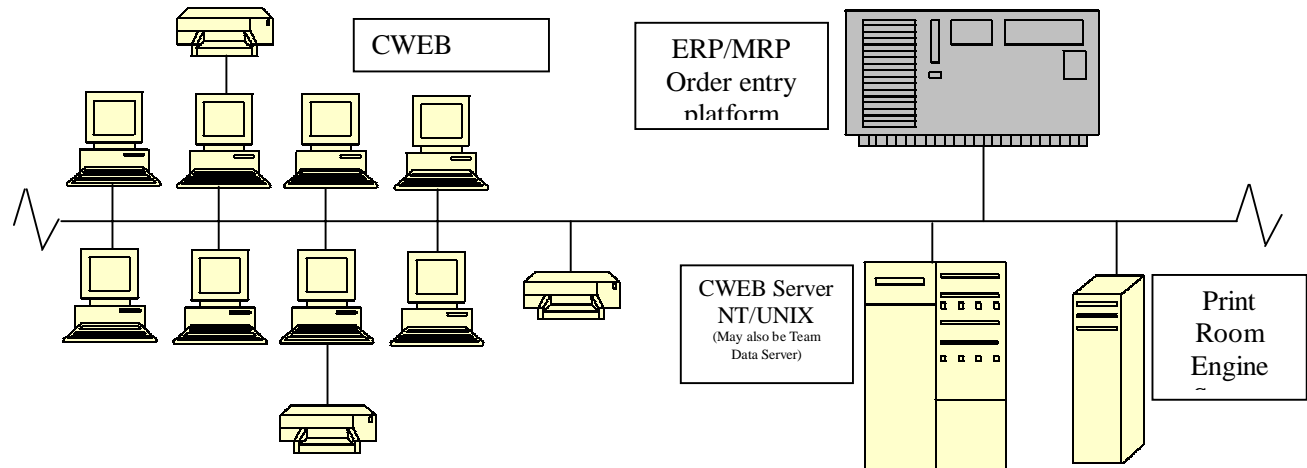 CWEB
ERP/MRP
Order entry
platform
CWEB Server
NT/UNIX
(May also be Team
Data Server)
Print
Room
Engine